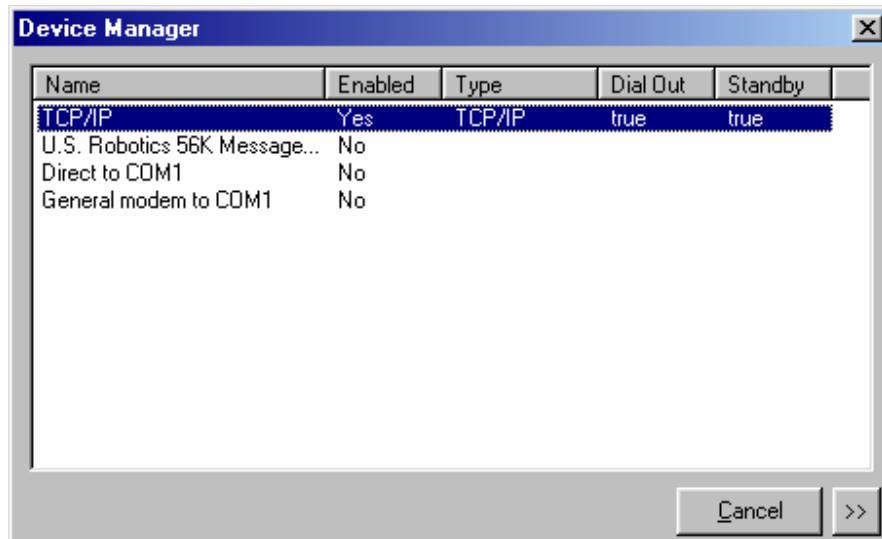 Device Manager
Name Enabled Type Dial Out Standby
TCP/IP Yes TCP/IP true true
U.S. Robotics 56K Message... No
Direct to COM1 No
General modem to COM1 No
Cancel >>